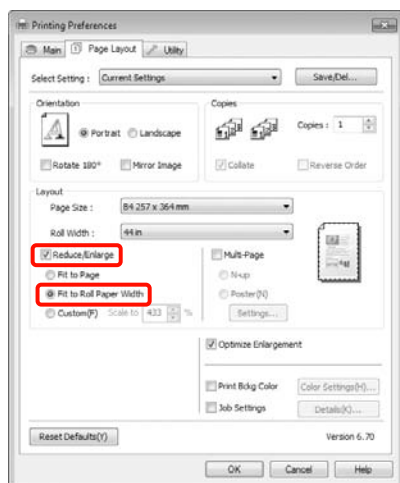 Printing Preferences
Main Page Layout Utility
Select Setting : Current Settings Save/Del...
Orientation Copies
Portrait Landscape Copies : 1
Rotate 180° Mirror Image Collate Reverse Order
Layout
Page Size : B4 257 x 364 mm
Roll Width : 44 in
Reduce/Enlarge Multi-Page
Fit to Page N-up
Fit to Roll Paper Width Poster(N)
Custom(F) Scale to 433 % Settings...
Optimize Enlargement
Print Bckg Color Color Settings(H)...
Job Settings Details(K)...
Reset Defaults(Y) Version 6.70
OK Cancel Help